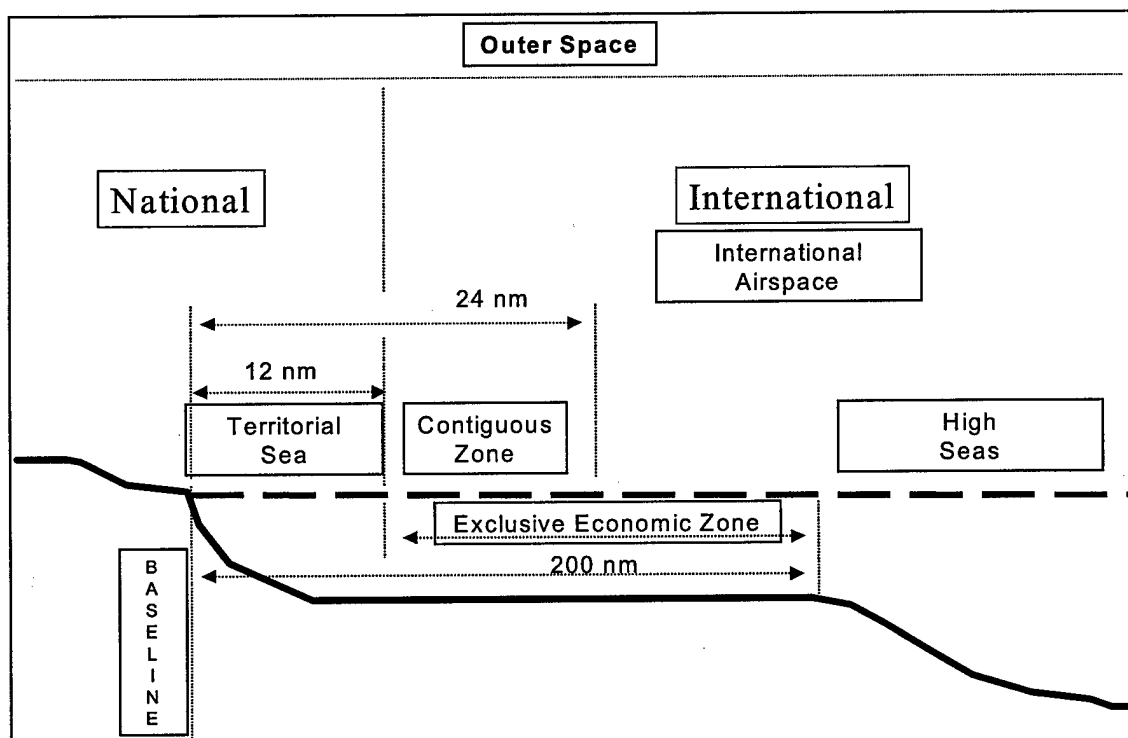 Outer Space
National
International
International
Airspace
24 nm
12 nm
Territorial
Sea
Contiguous
Zone
High
Seas
Exclusive Economic Zone
200 nm
B
A
S
E
L
I
N
E